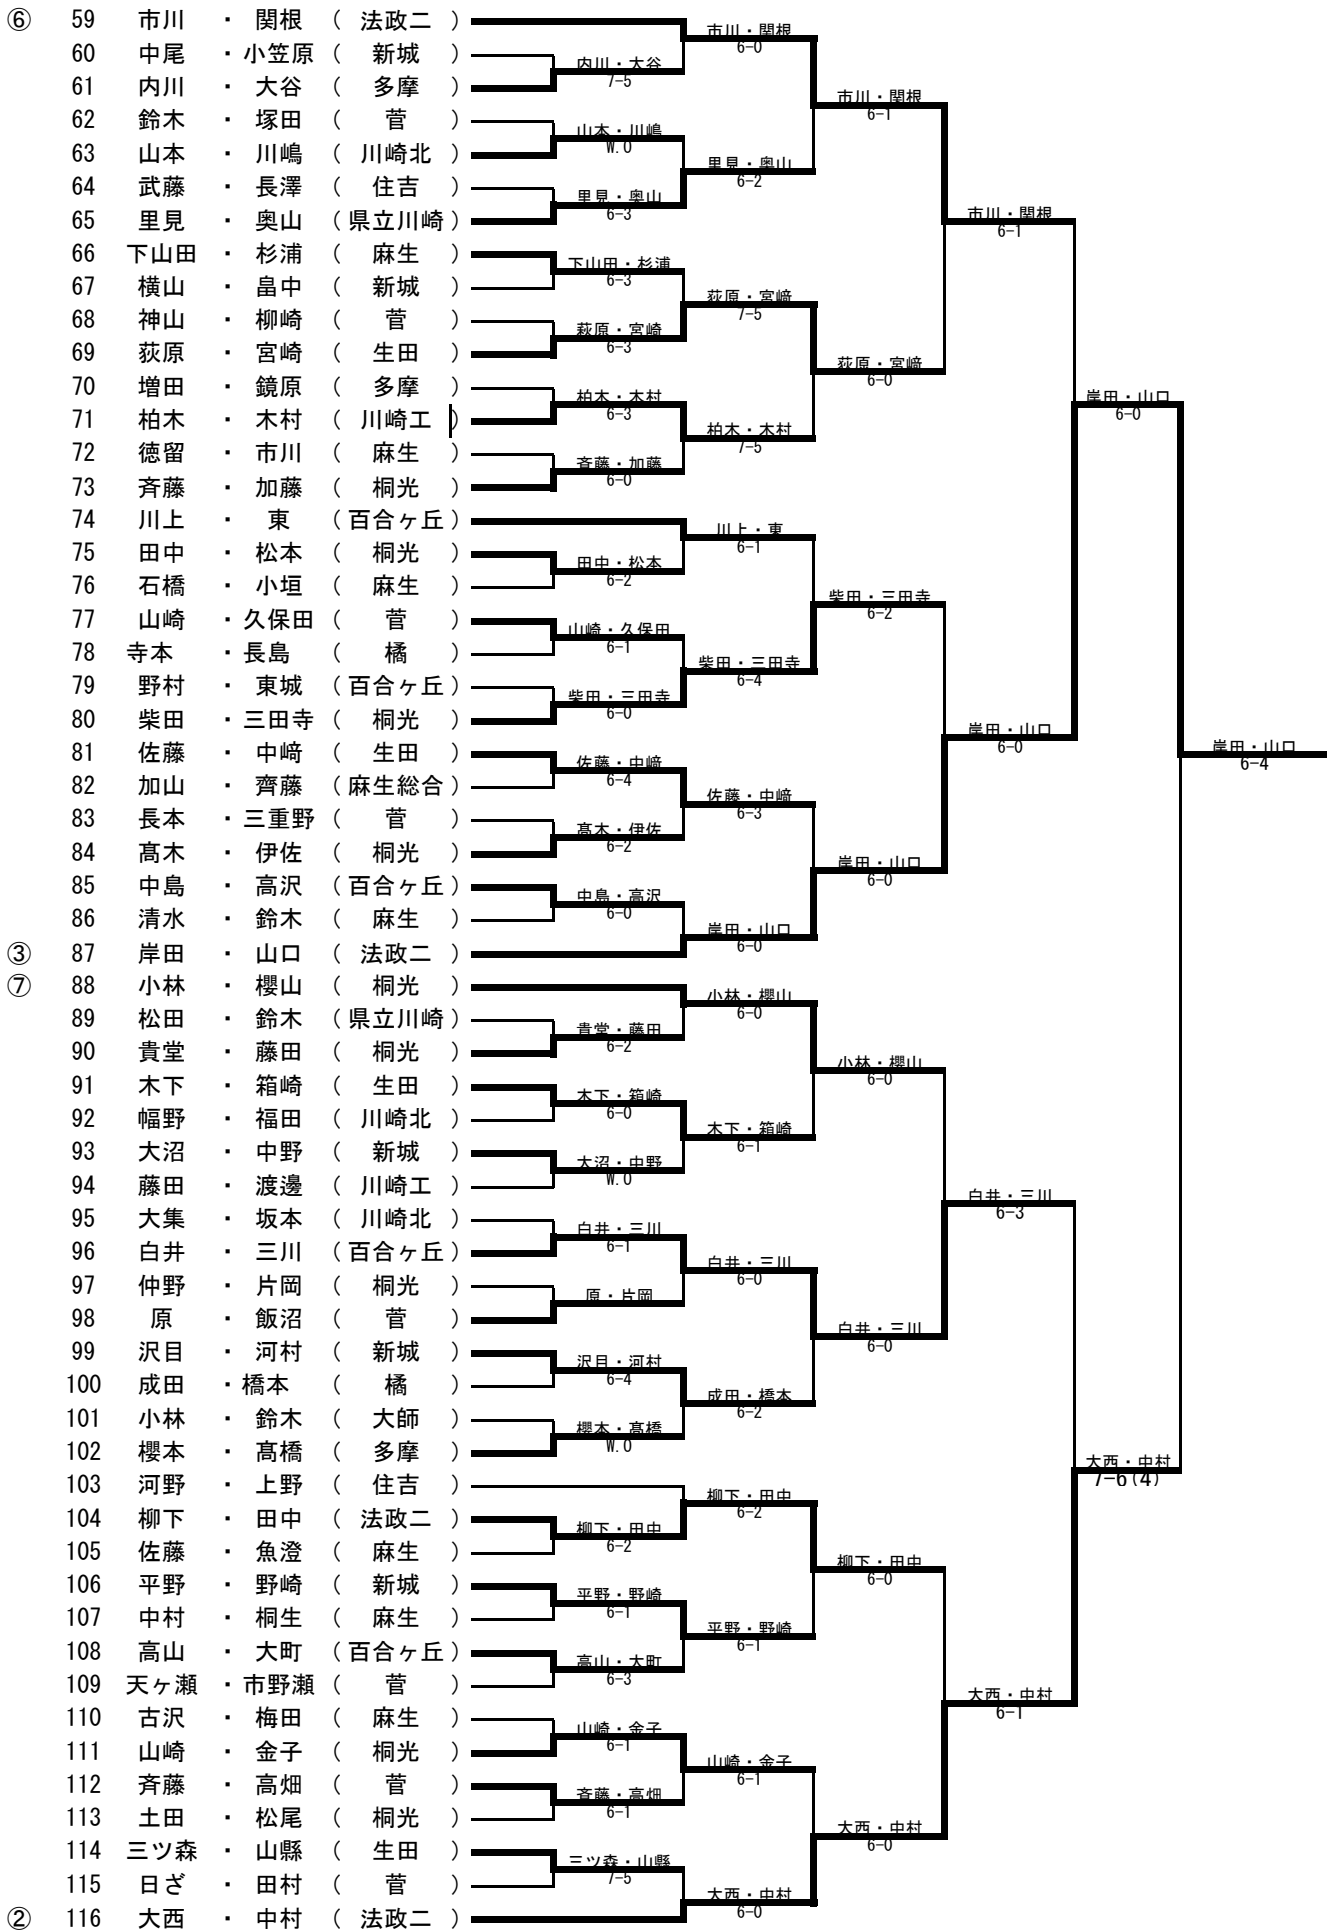 ⑥ 59 市川 ・ 関根 ( 法政二 )
60 中尾 ・ 小笠原 ( 新城 )
61 内川 ・ 大谷 ( 多摩 )
62 鈴木 ・ 塚田 ( 菅 )
63 山本 ・ 川嶋 ( 川崎北 )
64 武藤 ・ 長澤 ( 住吉 )
65 里見 ・ 奥山 ( 県立川崎 )
66 下山田 ・ 杉浦 ( 麻生 )
67 横山 ・ 畠中 ( 新城 )
68 神山 ・ 柳崎 ( 菅 )
69 荻原 ・ 宮崎 ( 生田 )
70 増田 ・ 鏡原 ( 多摩 )
71 柏木 ・ 木村 ( 川崎工 )
72 徳留 ・ 市川 ( 麻生 )
73 斉藤 ・ 加藤 ( 桐光 )
74 川上 ・ 東 ( 百合ヶ丘 )
75 田中 ・ 松本 ( 桐光 )
76 石橋 ・ 小垣 ( 麻生 )
77 山崎 ・ 久保田 ( 菅 )
78 寺本 ・ 長島 ( 橘 )
79 野村 ・ 東城 ( 百合ヶ丘 )
80 柴田 ・ 三田寺 ( 桐光 )
81 佐藤 ・ 中﨑 ( 生田 )
82 加山 ・ 齊藤 ( 麻生総合 )
83 長本 ・ 三重野 ( 菅 )
84 髙木 ・ 伊佐 ( 桐光 )
85 中島 ・ 高沢 ( 百合ヶ丘 )
86 清水 ・ 鈴木 ( 麻生 )
③ 87 岸田 ・ 山口 ( 法政二 )
⑦ 88 小林 ・ 櫻山 ( 桐光 )
89 松田 ・ 鈴木 ( 県立川崎 )
90 貴堂 ・ 藤田 ( 桐光 )
91 木下 ・ 箱崎 ( 生田 )
92 幅野 ・ 福田 ( 川崎北 )
93 大沼 ・ 中野 ( 新城 )
94 藤田 ・ 渡邊 ( 川崎工 )
95 大集 ・ 坂本 ( 川崎北 )
96 白井 ・ 三川 ( 百合ヶ丘 )
97 仲野 ・ 片岡 ( 桐光 )
98 原 ・ 飯沼 ( 菅 )
99 沢目 ・ 河村 ( 新城 )
100 成田 ・ 橋本 ( 橘 )
101 小林 ・ 鈴木 ( 大師 )
102 櫻本 ・ 髙橋 ( 多摩 )
103 河野 ・ 上野 ( 住吉 )
104 柳下 ・ 田中 ( 法政二 )
105 佐藤 ・ 魚澄 ( 麻生 )
106 平野 ・ 野崎 ( 新城 )
107 中村 ・ 桐生 ( 麻生 )
108 高山 ・ 大町 ( 百合ヶ丘 )
109 天ヶ瀬 ・ 市野瀬 ( 菅 )
110 古沢 ・ 梅田 ( 麻生 )
111 山崎 ・ 金子 ( 桐光 )
112 斉藤 ・ 高畑 ( 菅 )
113 土田 ・ 松尾 ( 桐光 )
114 三ツ森 ・ 山縣 ( 生田 )
115 日ざ ・ 田村 ( 菅 )
② 116 大西 ・ 中村 ( 法政二 )
内川・大谷
7-5
山本・川嶋
W.O
里見・奥山
6-3
下山田・杉浦
6-3
萩原・宮崎
6-3
柏木・木村
6-3
斉藤・加藤
6-0
田中・松本
6-2
山崎・久保田
6-1
柴田・三田寺
6-0
佐藤・中﨑
6-4
髙木・伊佐
6-2
中島・高沢
6-0
貴堂・藤田
6-2
木下・箱崎
6-0
大沼・中野
W.O
白井・三川
6-1
原・片岡
沢目・河村
6-4
櫻本・髙橋
W.O
柳下・田中
6-2
平野・野崎
6-1
高山・大町
6-3
山崎・金子
6-1
斉藤・高畑
6-1
三ツ森・山縣
7-5
市川・関根
6-0
里見・奥山
6-2
荻原・宮﨑
7-5
柏木・木村
7-5
川上・東
6-1
柴田・三田寺
6-4
佐藤・中﨑
6-3
岸田・山口
6-0
小林・櫻山
6-0
木下・箱崎
6-1
白井・三川
6-0
成田・橋本
6-2
柳下・田中
6-2
平野・野崎
6-1
山崎・金子
6-1
大西・中村
6-0
市川・関根
6-1
荻原・宮﨑
6-0
柴田・三田寺
6-2
岸田・山口
6-0
小林・櫻山
6-0
白井・三川
6-0
柳下・田中
6-0
大西・中村
6-0
市川・関根
6-1
岸田・山口
6-0
白井・三川
6-3
大西・中村
6-1
岸田・山口
6-0
大西・中村
7-6(4)
岸田・山口
6-4